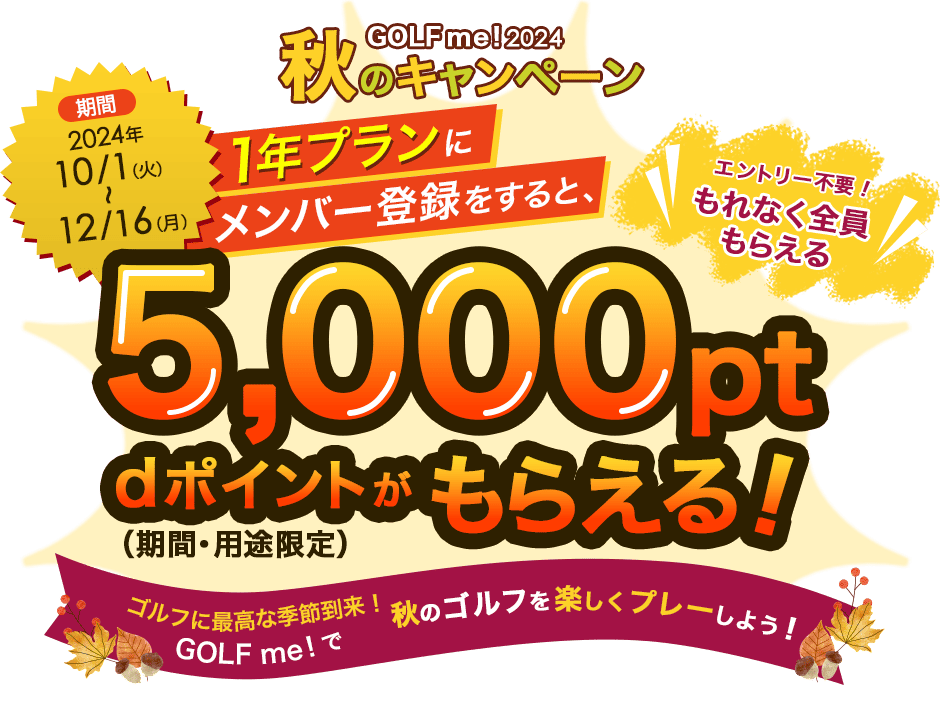 GOLF me! 2024
秋のキャンペーン
期間
2024年
10/1(火)
~
12/16(月)
1年プランに
メンバー登録をすると、
エントリー不要!
もれなく全員
もらえる
5,000pt
dポイントがもらえる!
(期間・用途限定)
ゴルフに最高な季節到来!
GOLF me!で
秋のゴルフを楽しくプレーしよう!